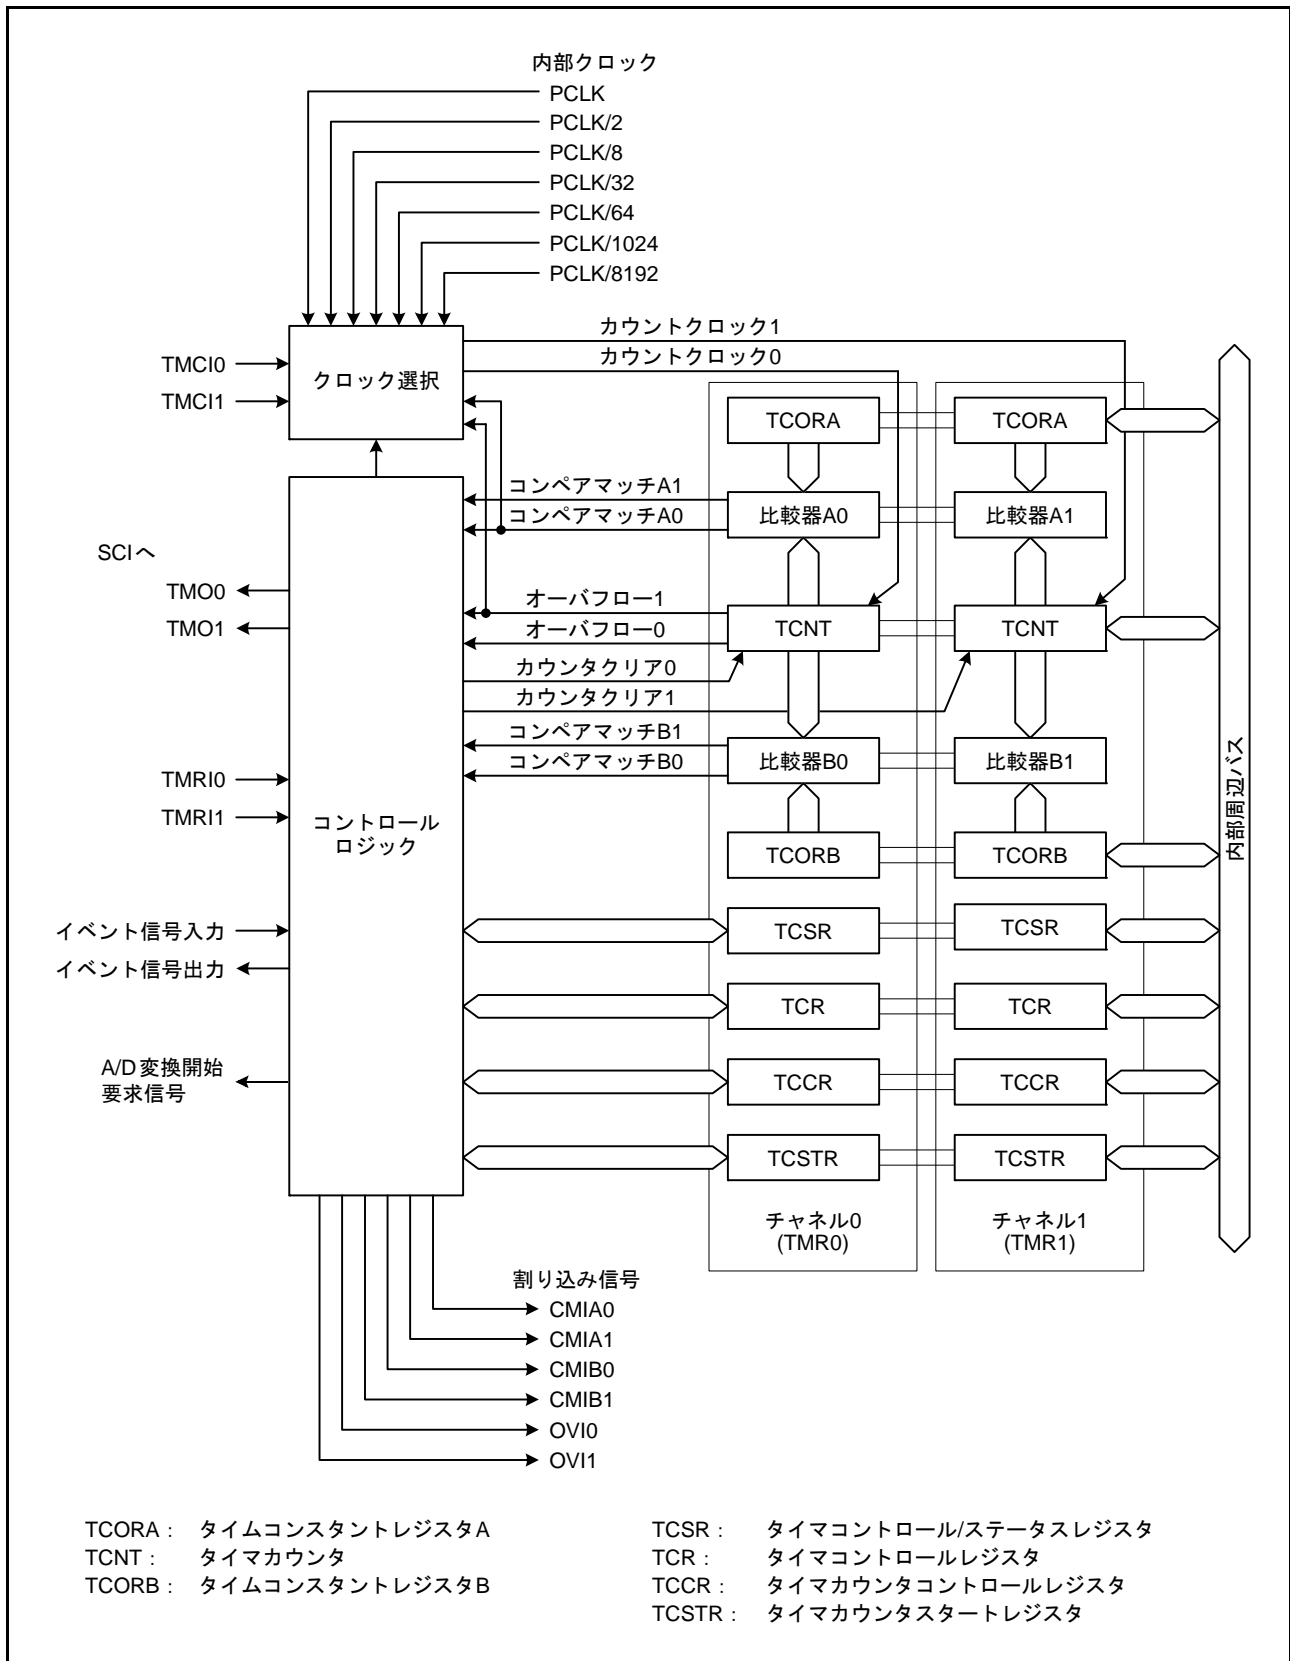 内部クロック
PCLK
PCLK/2
PCLK/8
PCLK/32
PCLK/64
PCLK/1024
PCLK/8192
カウントクロック1
カウントクロック0
TMCI0
TMCI1
クロック選択
TCORA
TCORA
コンペアマッチA1
コンペアマッチA0
比較器A0
比較器A1
SCIへ
TMO0
TMO1
オーバフロー1
オーバフロー0
TCNT
TCNT
カウンタクリア0
カウンタクリア1
コンペアマッチB1
コンペアマッチB0
比較器B0
比較器B1
内部周辺バス
TMRI0
TMRI1
コントロール
ロジック
TCORB
TCORB
イベント信号入力
イベント信号出力
TCSR
TCSR
TCR
TCR
A/D変換開始
要求信号
TCCR
TCCR
TCSTR
TCSTR
チャネル0
(TMR0)
チャネル1
(TMR1)
割り込み信号
CMIA0
CMIA1
CMIB0
CMIB1
OVI0
OVI1
TCORA : タイムコンスタントレジスタA
TCNT : タイマカウンタ
TCORB : タイムコンスタントレジスタB
TCSR : タイマコントロール/ステータスレジスタ
TCR : タイマコントロールレジスタ
TCCR : タイマカウンタコントロールレジスタ
TCSTR : タイマカウンタスタートレジスタ